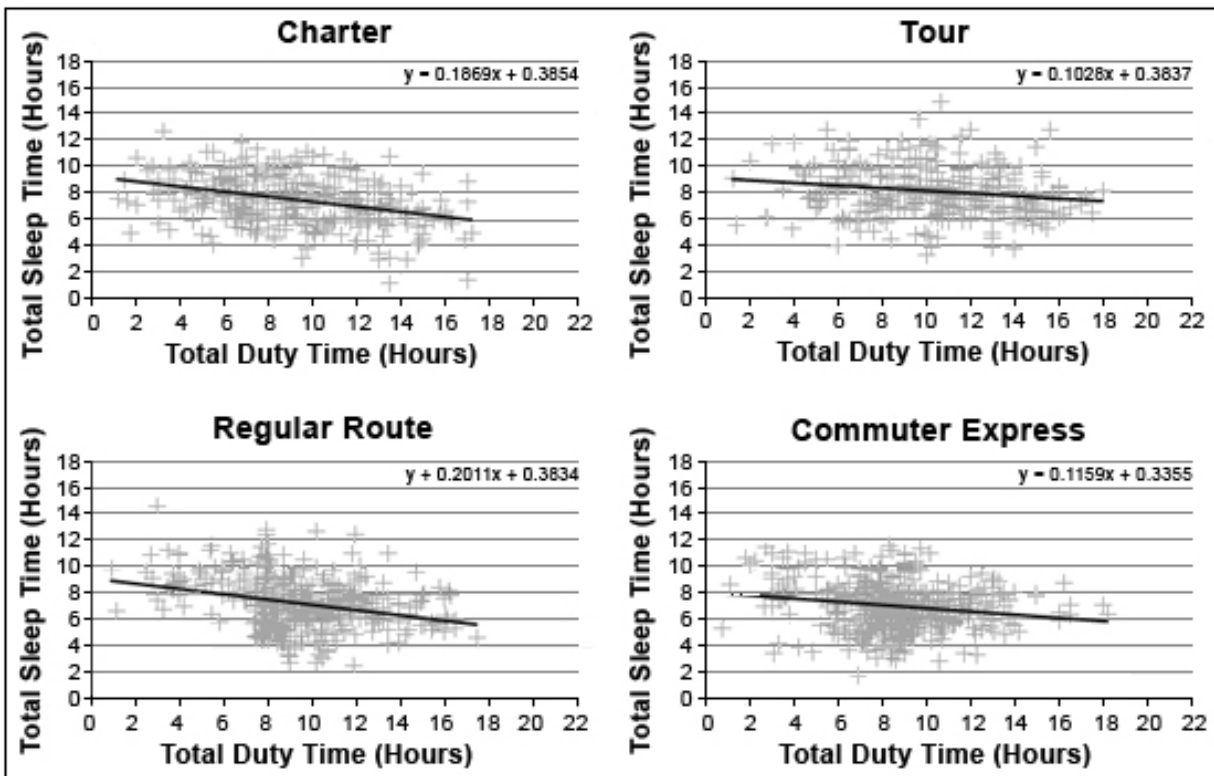 Charter
y = 0.1869x + 0.3854
Total Sleep Time (Hours)
18
16
14
12
10
8
6
4
2
0
0 2 4 6 8 10 12 14 16 18 20 22
Total Duty Time (Hours)
Tour
y = 0.1028x + 0.3837
Total Sleep Time (Hours)
18
16
14
12
10
8
6
4
2
0
0 2 4 6 8 10 12 14 16 18 20 22
Total Duty Time (Hours)
Regular Route
y + 0.2011x + 0.3834
Total Sleep Time (Hours)
18
16
14
12
10
8
6
4
2
0
0 2 4 6 8 10 12 14 16 18 20 22
Total Duty Time (Hours)
Commuter Express
y = 0.1159x + 0.3355
Total Sleep Time (Hours)
18
16
14
12
10
8
6
4
2
0
0 2 4 6 8 10 12 14 16 18 20 22
Total Duty Time (Hours)